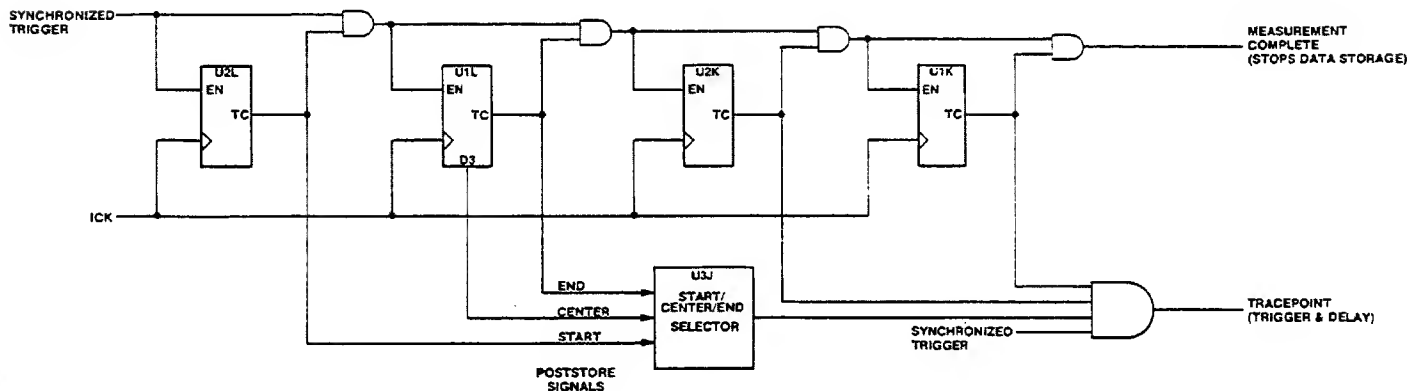 SYNCHRONIZED
TRIGGER
MEASUREMENT
COMPLETE
(STOPS DATA STORAGE)
U2L
EN
TC
U1L
EN
TC
D3
U2K
EN
TC
U1K
EN
TC
ICK
U3J
START/
CENTER/END
SELECTOR
END
CENTER
START
POSTSTORE
SIGNALS
SYNCHRONIZED
TRIGGER
TRACEPOINT
(TRIGGER & DELAY)